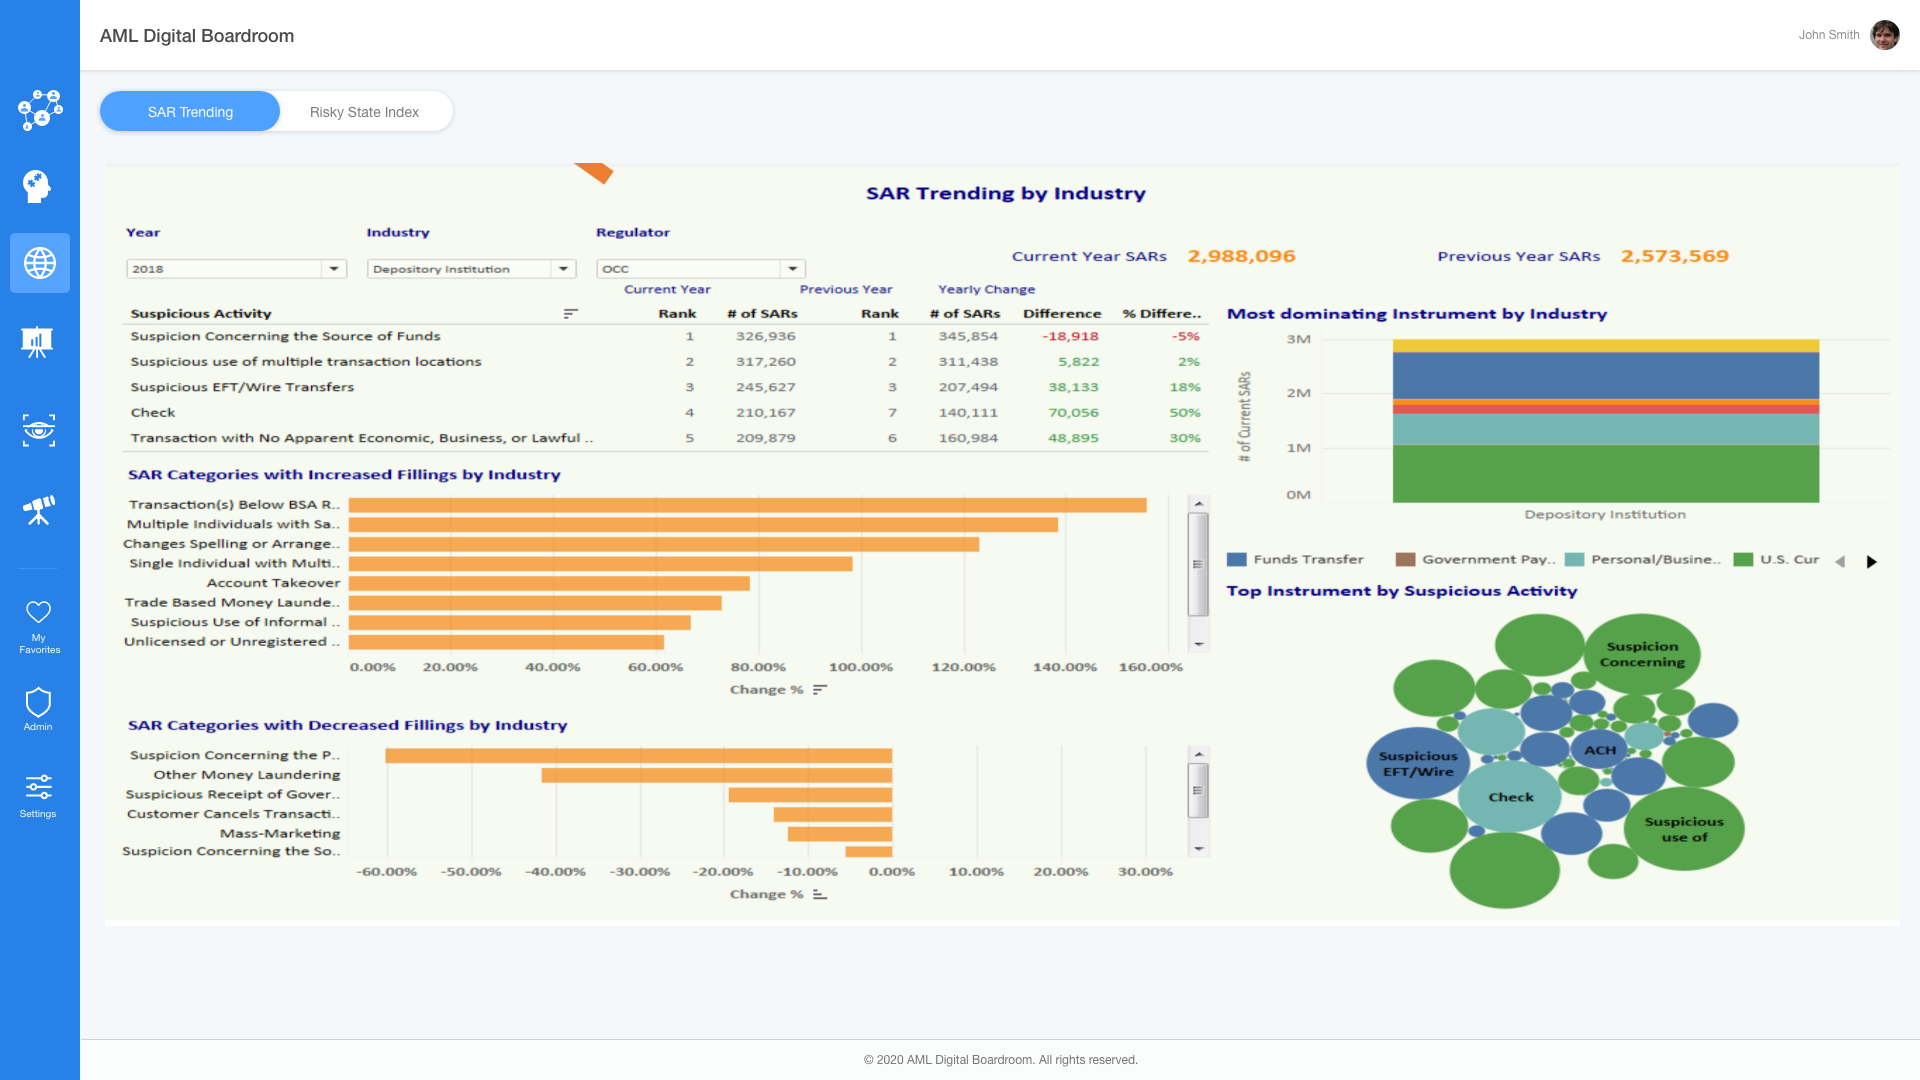 AML Digital Boardroom
John Smith
SAR Trending
Risky State Index
My
Favorites
Admin
Settings
SAR Trending by Industry
Year
Industry
Regulator
2018
Depository Institution
OCC
Current Year SARs 2,988,096
Previous Year SARs 2,573,569
Current Year Previous Year Yearly Change
Suspicious Activity Rank # of SARs Rank # of SARs Difference % Differe..
Suspicion Concerning the Source of Funds 1 326,936 1 345,854 -18,918 -5%
Suspicious use of multiple transaction locations 2 317,260 2 311,438 5,822 2%
Suspicious EFT/Wire Transfers 3 245,627 3 207,494 38,133 18%
Check 4 210,167 7 140,111 70,056 50%
Transaction with No Apparent Economic, Business, or Lawful .. 5 209,879 6 160,984 48,895 30%
SAR Categories with Increased Fillings by Industry
Transaction(s) Below BSA R..
Multiple Individuals with Sa..
Changes Spelling or Arrange..
Single Individual with Multi..
Account Takeover
Trade Based Money Launde..
Suspicious Use of Informal ..
Unlicensed or Unregistered ..
0.00% 20.00% 40.00% 60.00% 80.00% 100.00% 120.00% 140.00% 160.00%
Change %
SAR Categories with Decreased Fillings by Industry
Suspicion Concerning the P..
Other Money Laundering
Suspicious Receipt of Gover..
Customer Cancels Transacti..
Mass-Marketing
Suspicion Concerning the So..
-60.00% -50.00% -40.00% -30.00% -20.00% -10.00% 0.00% 10.00% 20.00% 30.00%
Change %
Most dominating Instrument by Industry
# of Current SARs
3M
2M
1M
0M
Depository Institution
Funds Transfer Government Pay.. Personal/Busine.. U.S. Cur
Top Instrument by Suspicious Activity
Suspicion
Concerning
ACH
Suspicious
EFT/Wire
Check
Suspicious
use of
© 2020 AML Digital Boardroom. All rights reserved.